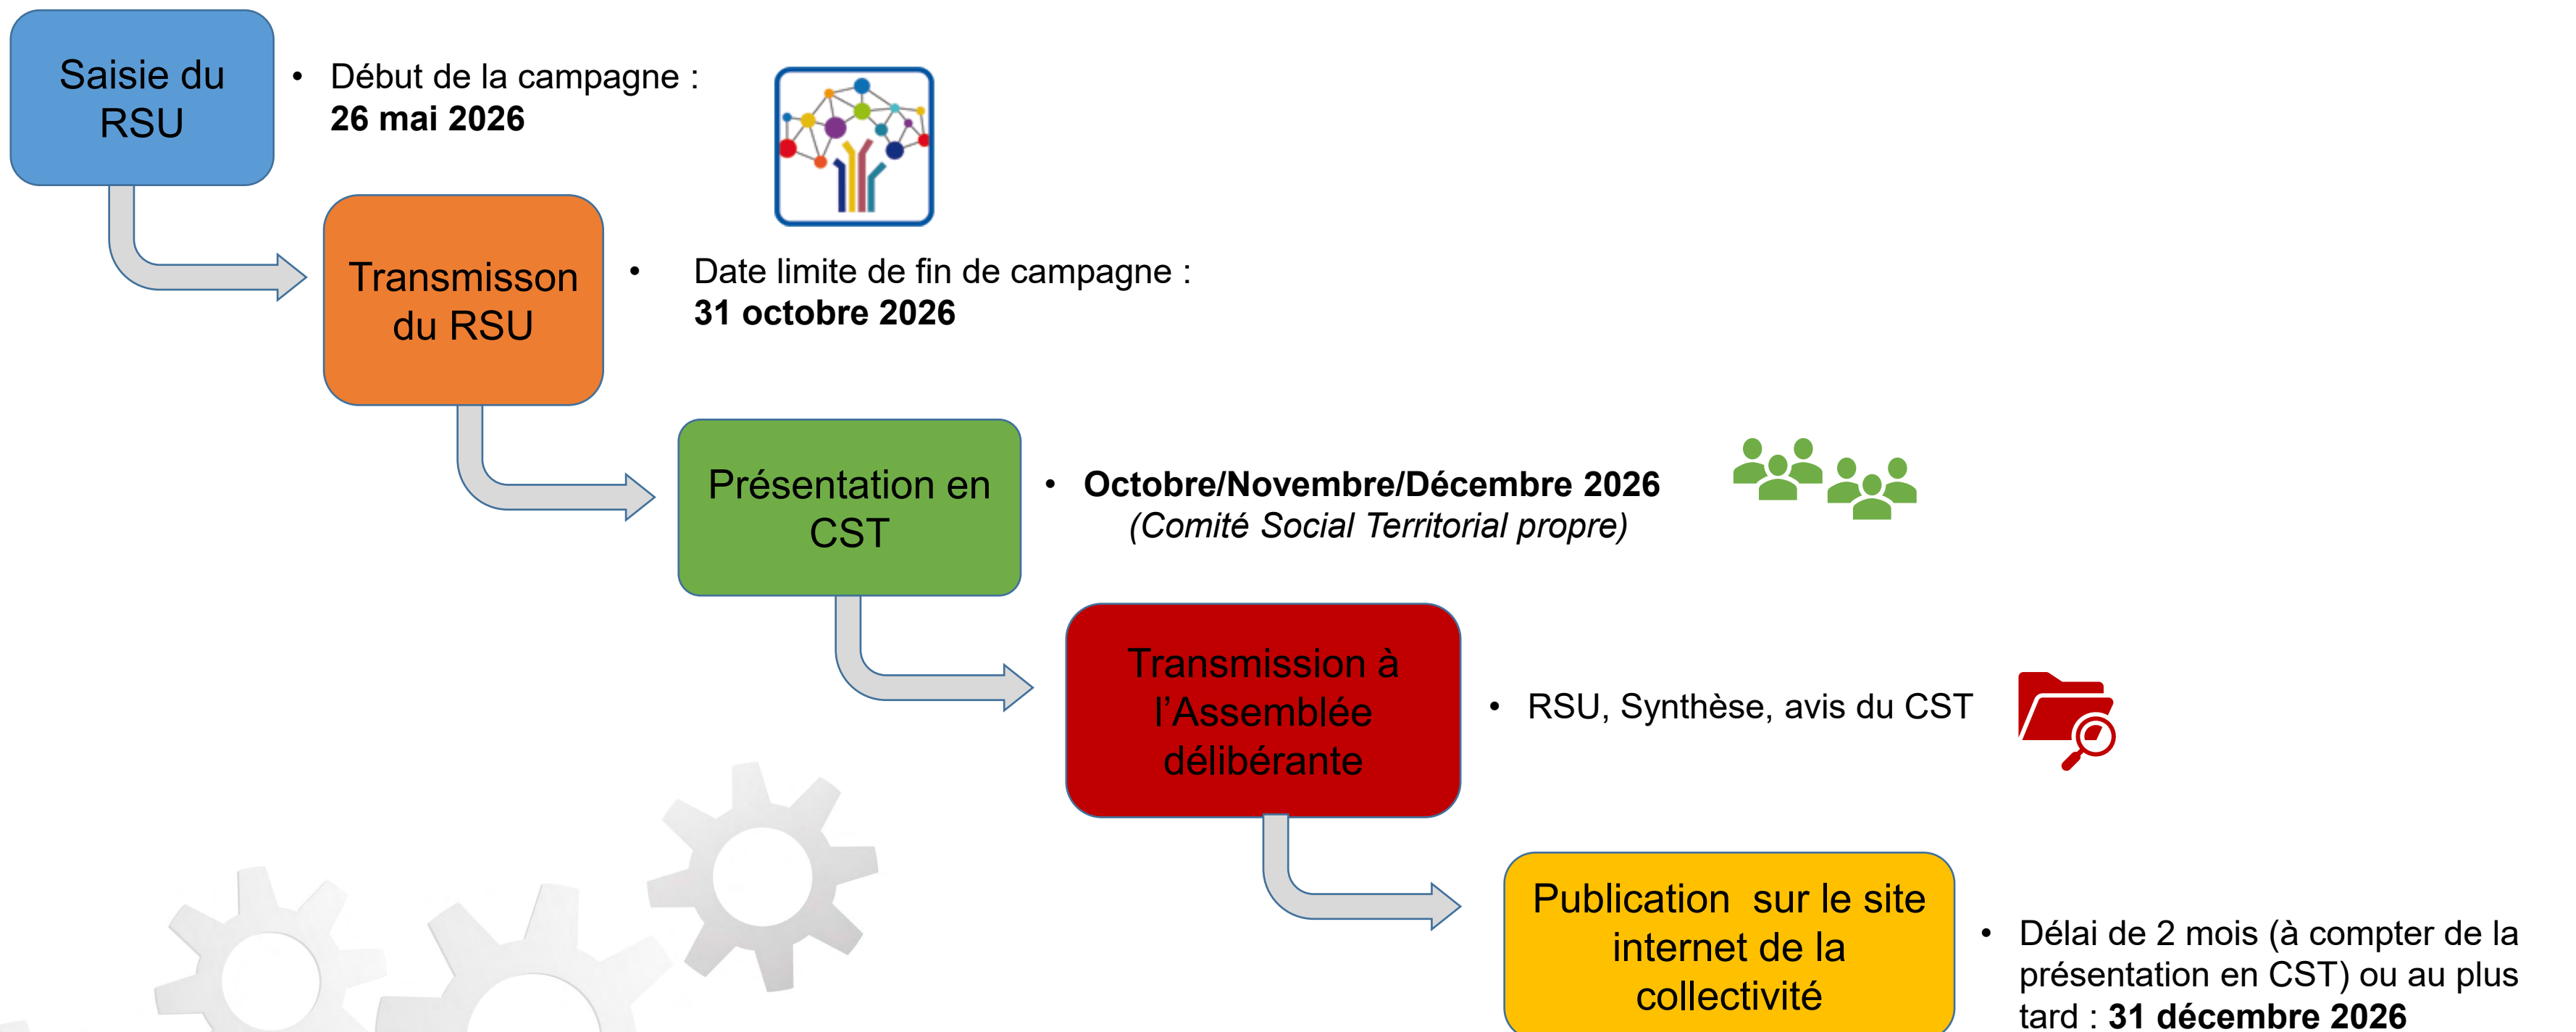 Saisie du
RSU
• Début de la campagne :
26 mai 2026
Transmisson
du RSU
• Date limite de fin de campagne :
31 octobre 2026
Présentation en
CST
• Octobre/Novembre/Décembre 2026
(Comité Social Territorial propre)
Transmission à
l’Assemblée
délibérante
• RSU, Synthèse, avis du CST
Publication sur le site
internet de la
collectivité
• Délai de 2 mois (à compter de la
présentation en CST) ou au plus
tard : 31 décembre 2026